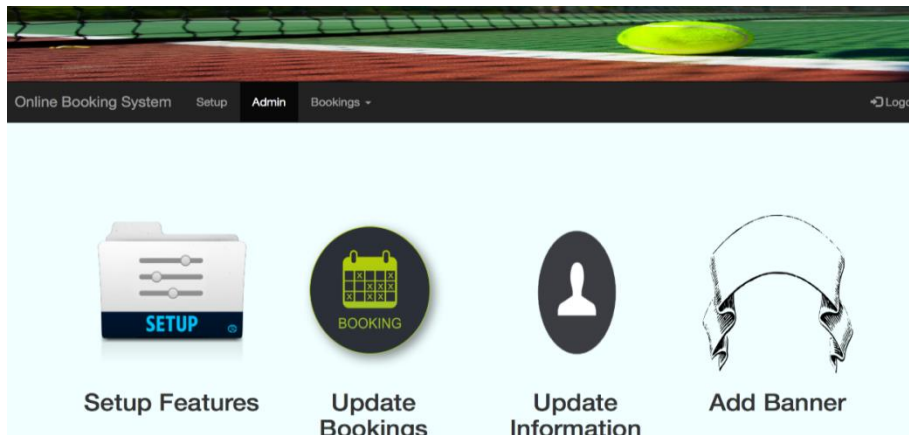 Online Booking System Setup Admin Bookings
SETUP
BOOKING
Setup Features Update Bookings Update Information Add Banner